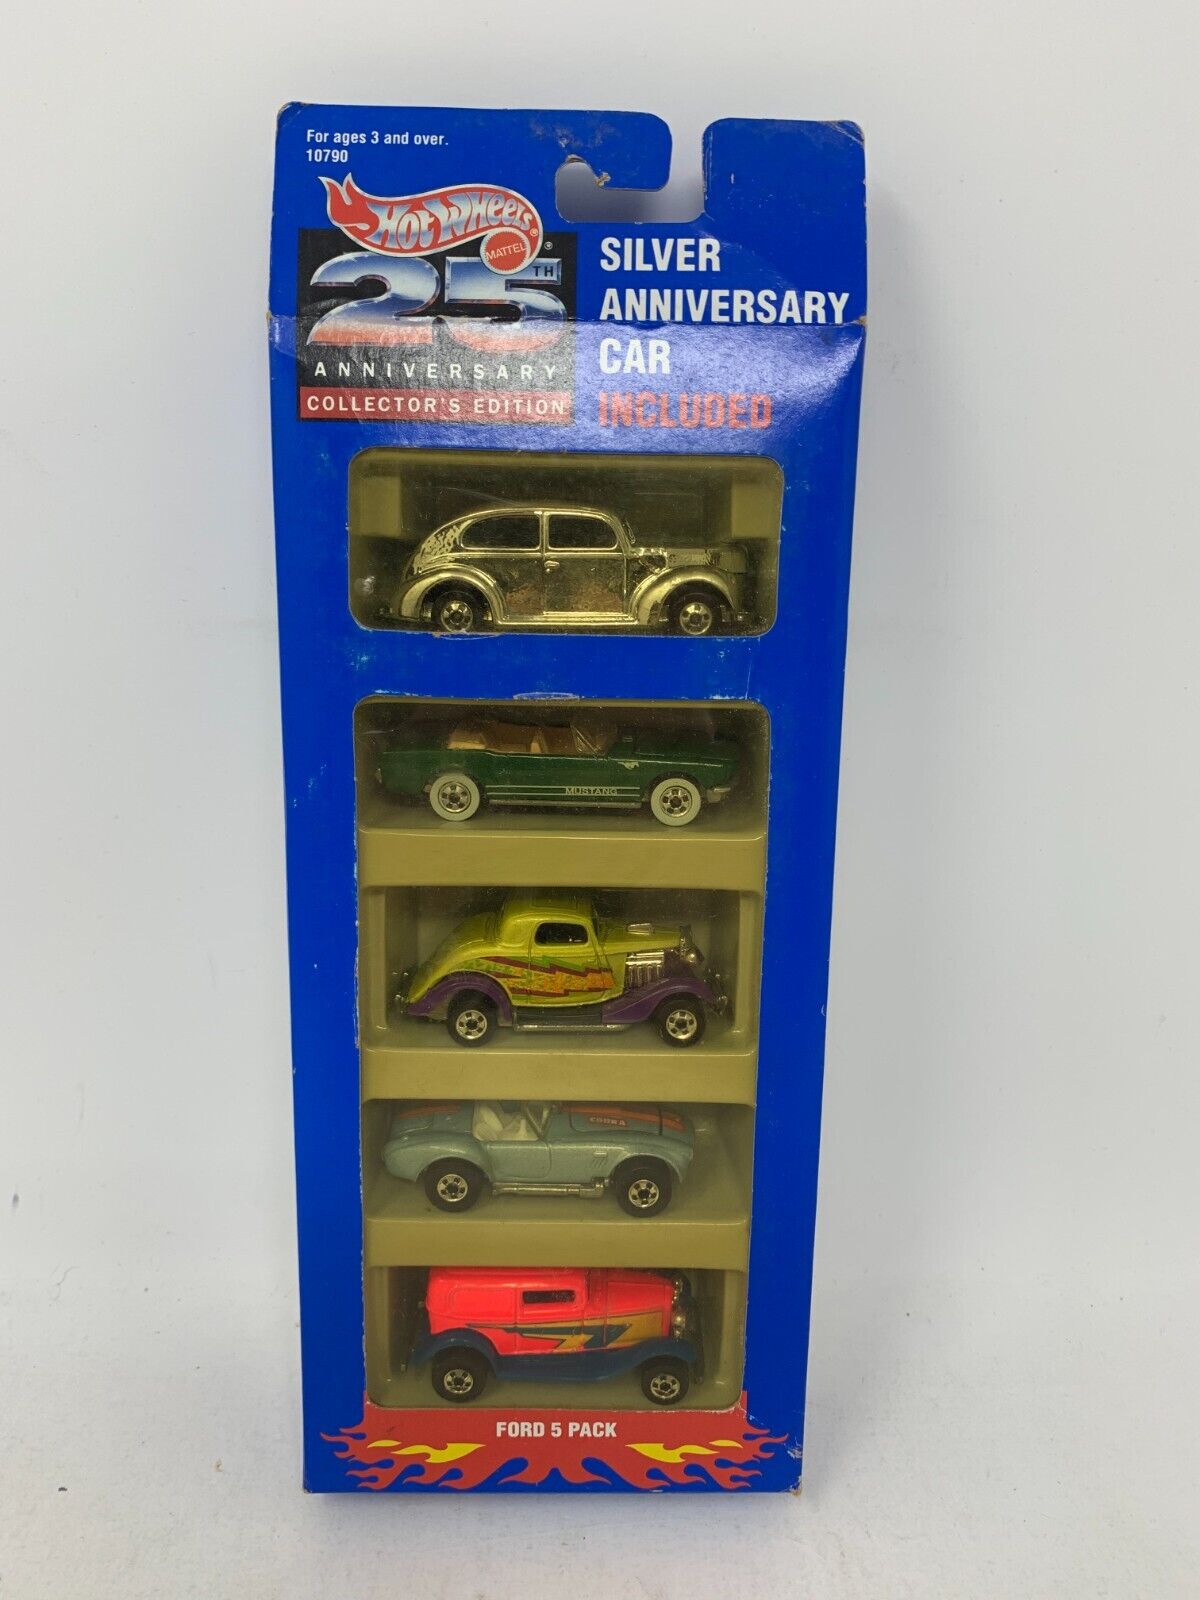 For ages 3 and over.
10790
HOT WHEELS®
MATTEL®
25TH
ANNIVERSARY
COLLECTOR'S EDITION
SILVER
ANNIVERSARY
CAR
INCLUDED
MUSTANG
COBRA
FORD 5 PACK